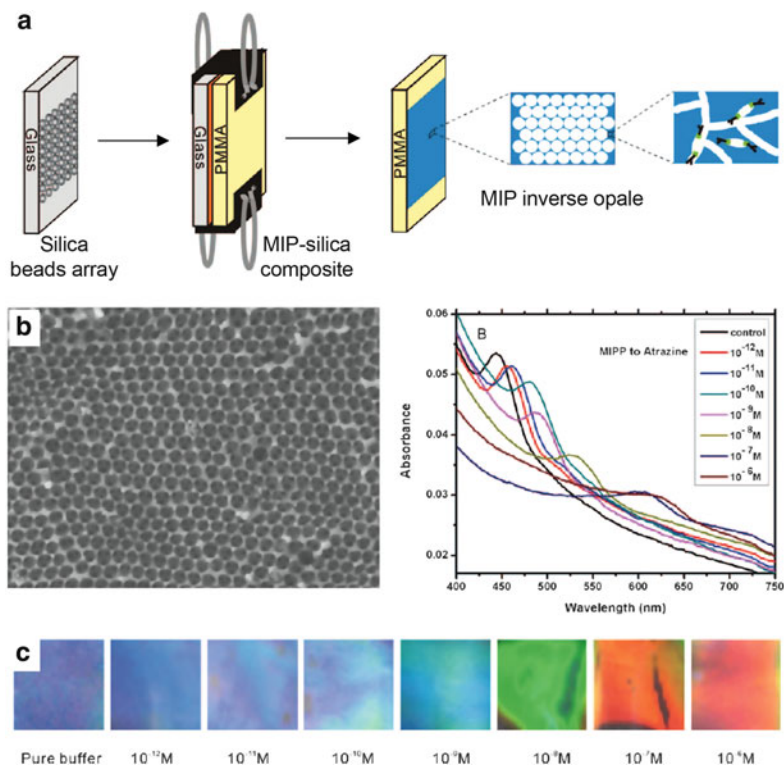 a
Glass
Silica
beads array
Glass
PMMA
MIP-silica
composite
PMMA
MIP inverse opale
b
0.06
0.05
0.04
0.03
0.02
Absorbance
B
MIPP to Atrazine
control
10⁻¹²M
10⁻¹¹M
10⁻¹⁰M
10⁻⁹M
10⁻⁸M
10⁻⁷M
10⁻⁶M
400 450 500 550 600 650 700 750
Wavelength (nm)
c
Pure buffer 10⁻¹²M 10⁻¹¹M 10⁻¹⁰M 10⁻⁹M 10⁻⁸M 10⁻⁷M 10⁻⁶M